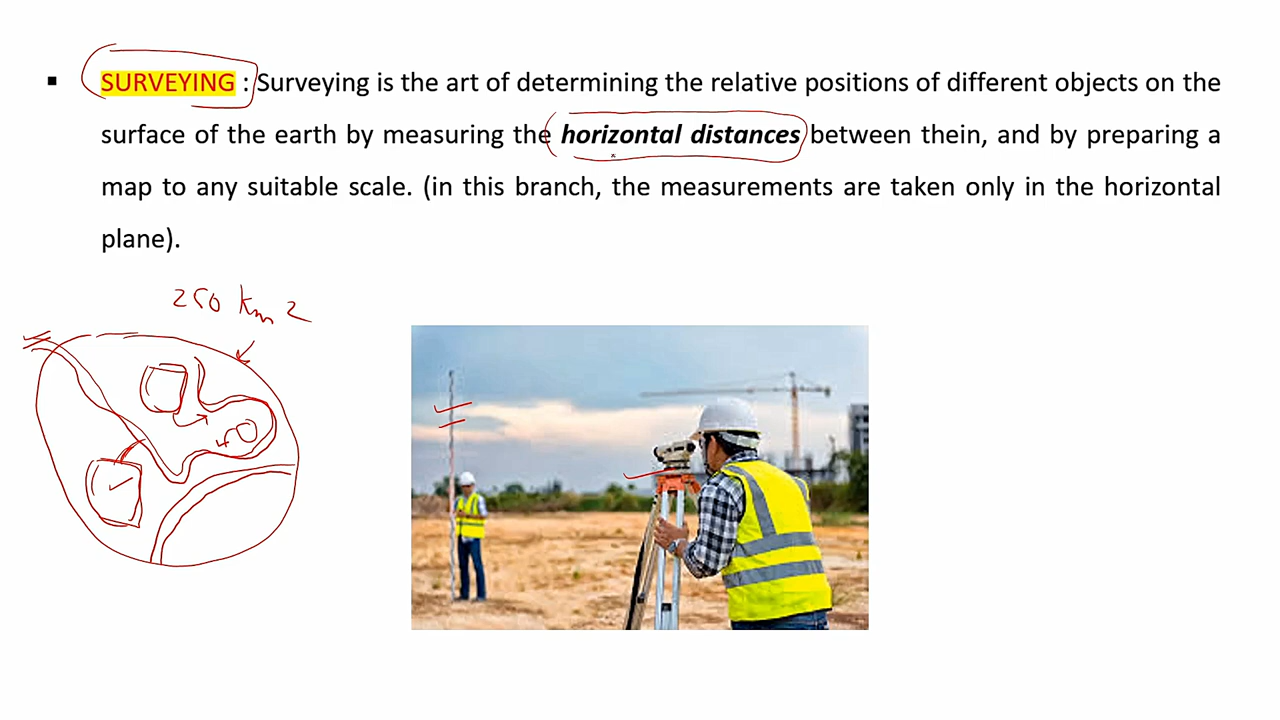 ▪ SURVEYING : Surveying is the art of determining the relative positions of different objects on the
surface of the earth by measuring the horizontal distances between thein, and by preparing a
map to any suitable scale. (in this branch, the measurements are taken only in the horizontal
plane).
250 km 2